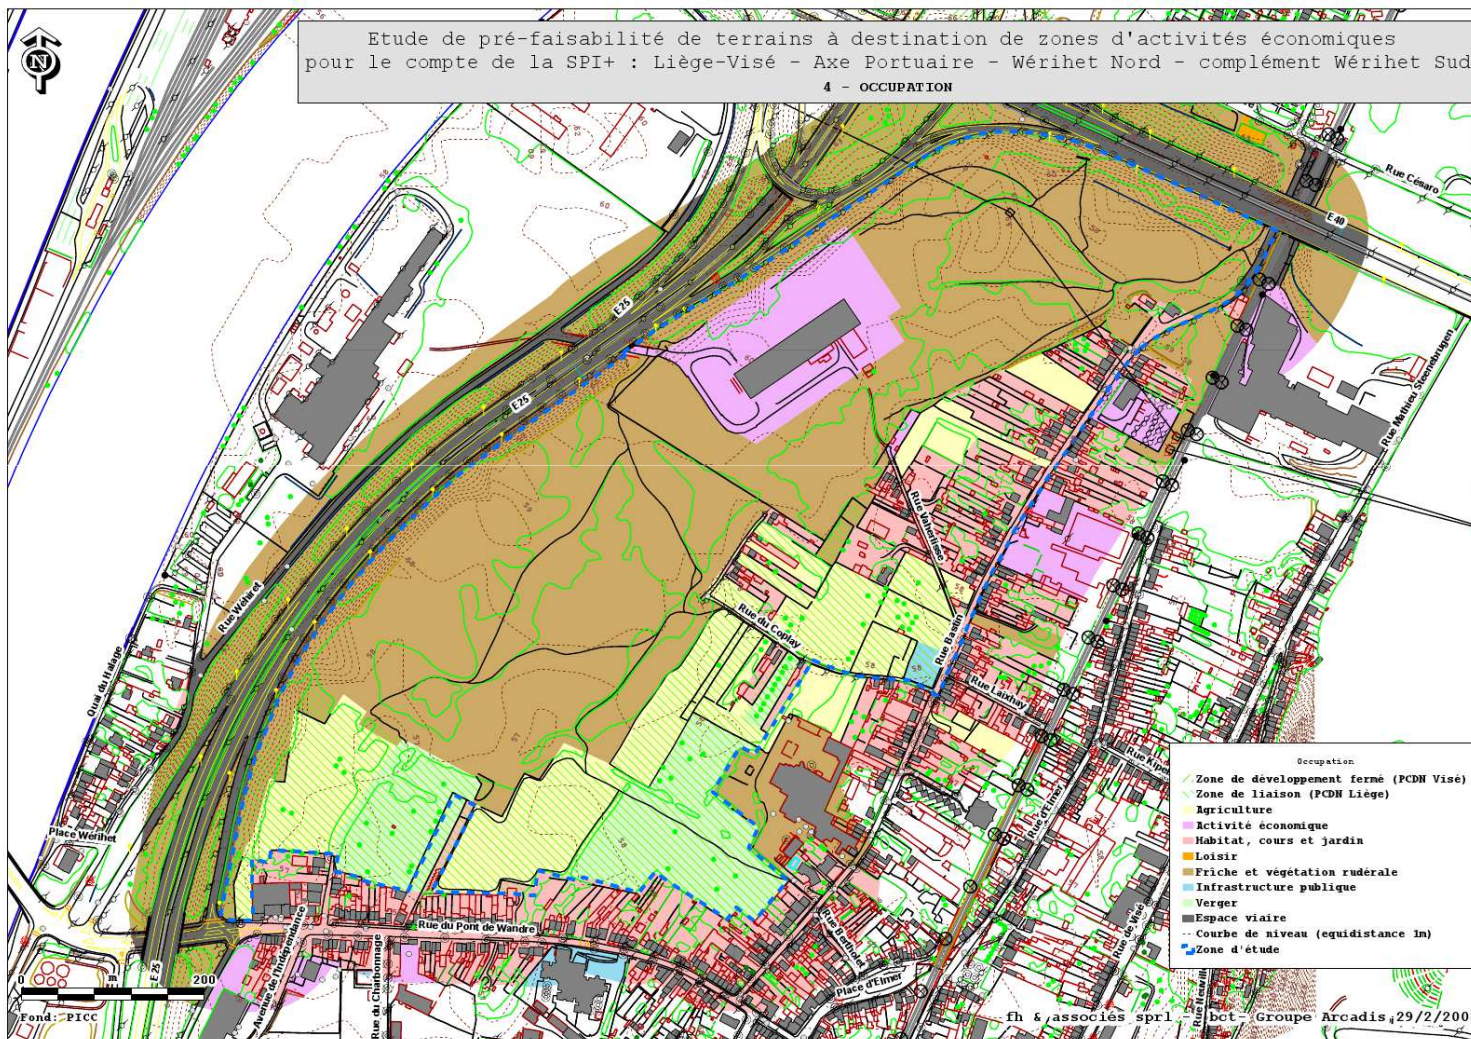 Etude de pré-faisabilité de terrains à destination de zones d'activités économiques
pour le compte de la SPI+ : Liège-Visé - Axe Portuaire - Wérihet Nord - complément Wérihet Sud
4 - OCCUPATION
N
Rue Césaro
E40
E25
E25
Rue Mathieu Steenebrugen
Rue Vaherliese
Rue Wéhiret
Rue du Coplay
Rue Bastin
Quai du Halage
Rue Laixhay
Place Wérihet
Rue d'Elmer
Rue de Visé
Rue du Pont de Wandre
Rue Bertholet
Place d'Elmer
Avenue de l'Indépendance
Rue du Charbonnage
E25
Occupation
Zone de développement fermé (PCDN Visé)
Zone de liaison (PCDN Liège)
Agriculture
Activité économique
Habitat, cours et jardin
Loisir
Friche et végétation rudérale
Infrastructure publique
Verger
Espace viaire
Courbe de niveau (equidistance 1m)
Zone d'étude
0 m 200
Fond: PICC
fh & associés sprl - bct- Groupe Arcadis, 29/2/200